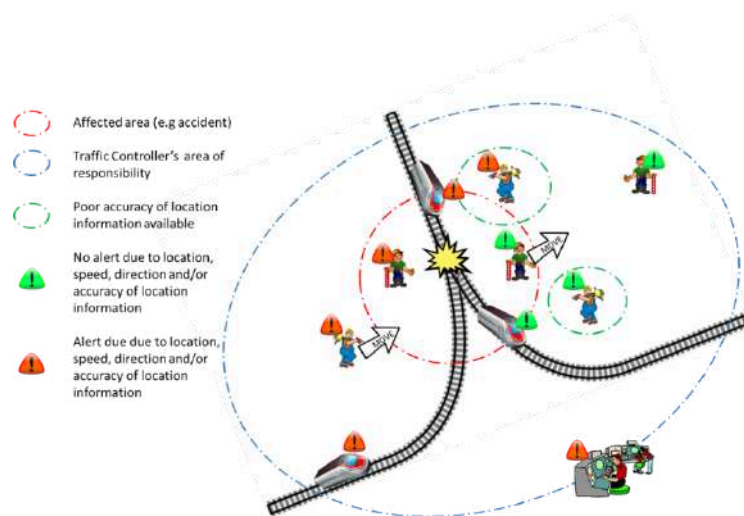 Affected area (e.g accident)
Traffic Controller's area of
responsibility
Poor accuracy of location
information available
No alert due to location,
speed, direction and/or
accuracy of location
information
Alert due due to location,
speed, direction and/or
accuracy of location
information
MOVE
MOVE